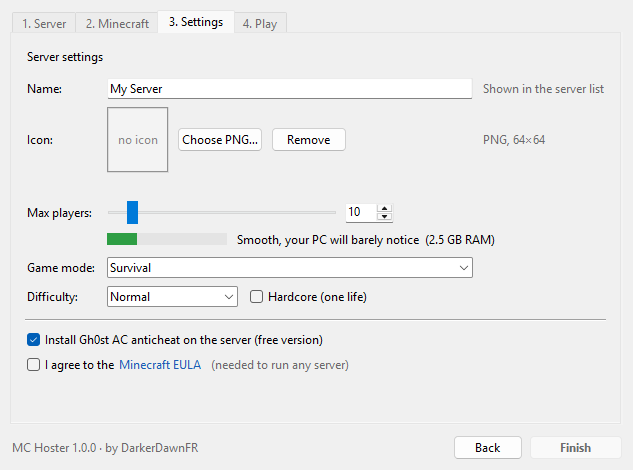 1. Server 2. Minecraft 3. Settings 4. Play
Server settings
Name: My Server Shown in the server list
Icon: no icon Choose PNG... Remove PNG, 64×64
Max players: 10
Smooth, your PC will barely notice (2.5 GB RAM)
Game mode: Survival
Difficulty: Normal Hardcore (one life)
Install Gh0st AC anticheat on the server (free version)
I agree to the Minecraft EULA (needed to run any server)
MC Hoster 1.0.0 · by DarkerDawnFR Back Finish